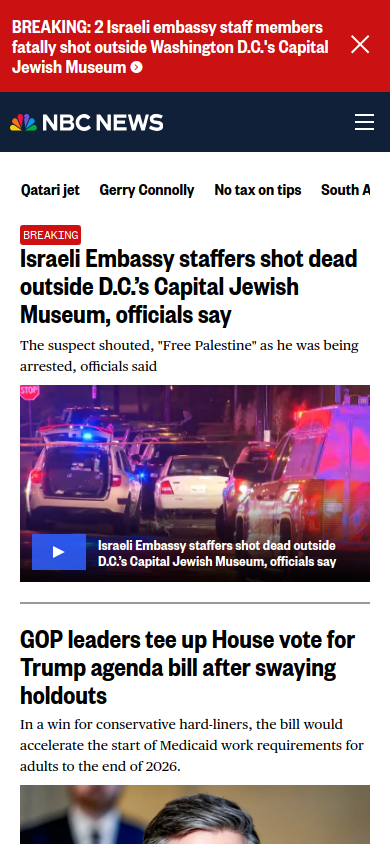 BREAKING: 2 Israeli embassy staff members
fatally shot outside Washington D.C.'s Capital
Jewish Museum
NBC NEWS
Qatari jet Gerry Connolly No tax on tips South A
BREAKING
Israeli Embassy staffers shot dead
outside D.C.’s Capital Jewish
Museum, officials say
The suspect shouted, "Free Palestine" as he was being
arrested, officials said
STOP
Israeli Embassy staffers shot dead outside
D.C.’s Capital Jewish Museum, officials say
GOP leaders tee up House vote for
Trump agenda bill after swaying
holdouts
In a win for conservative hard-liners, the bill would
accelerate the start of Medicaid work requirements for
adults to the end of 2026.